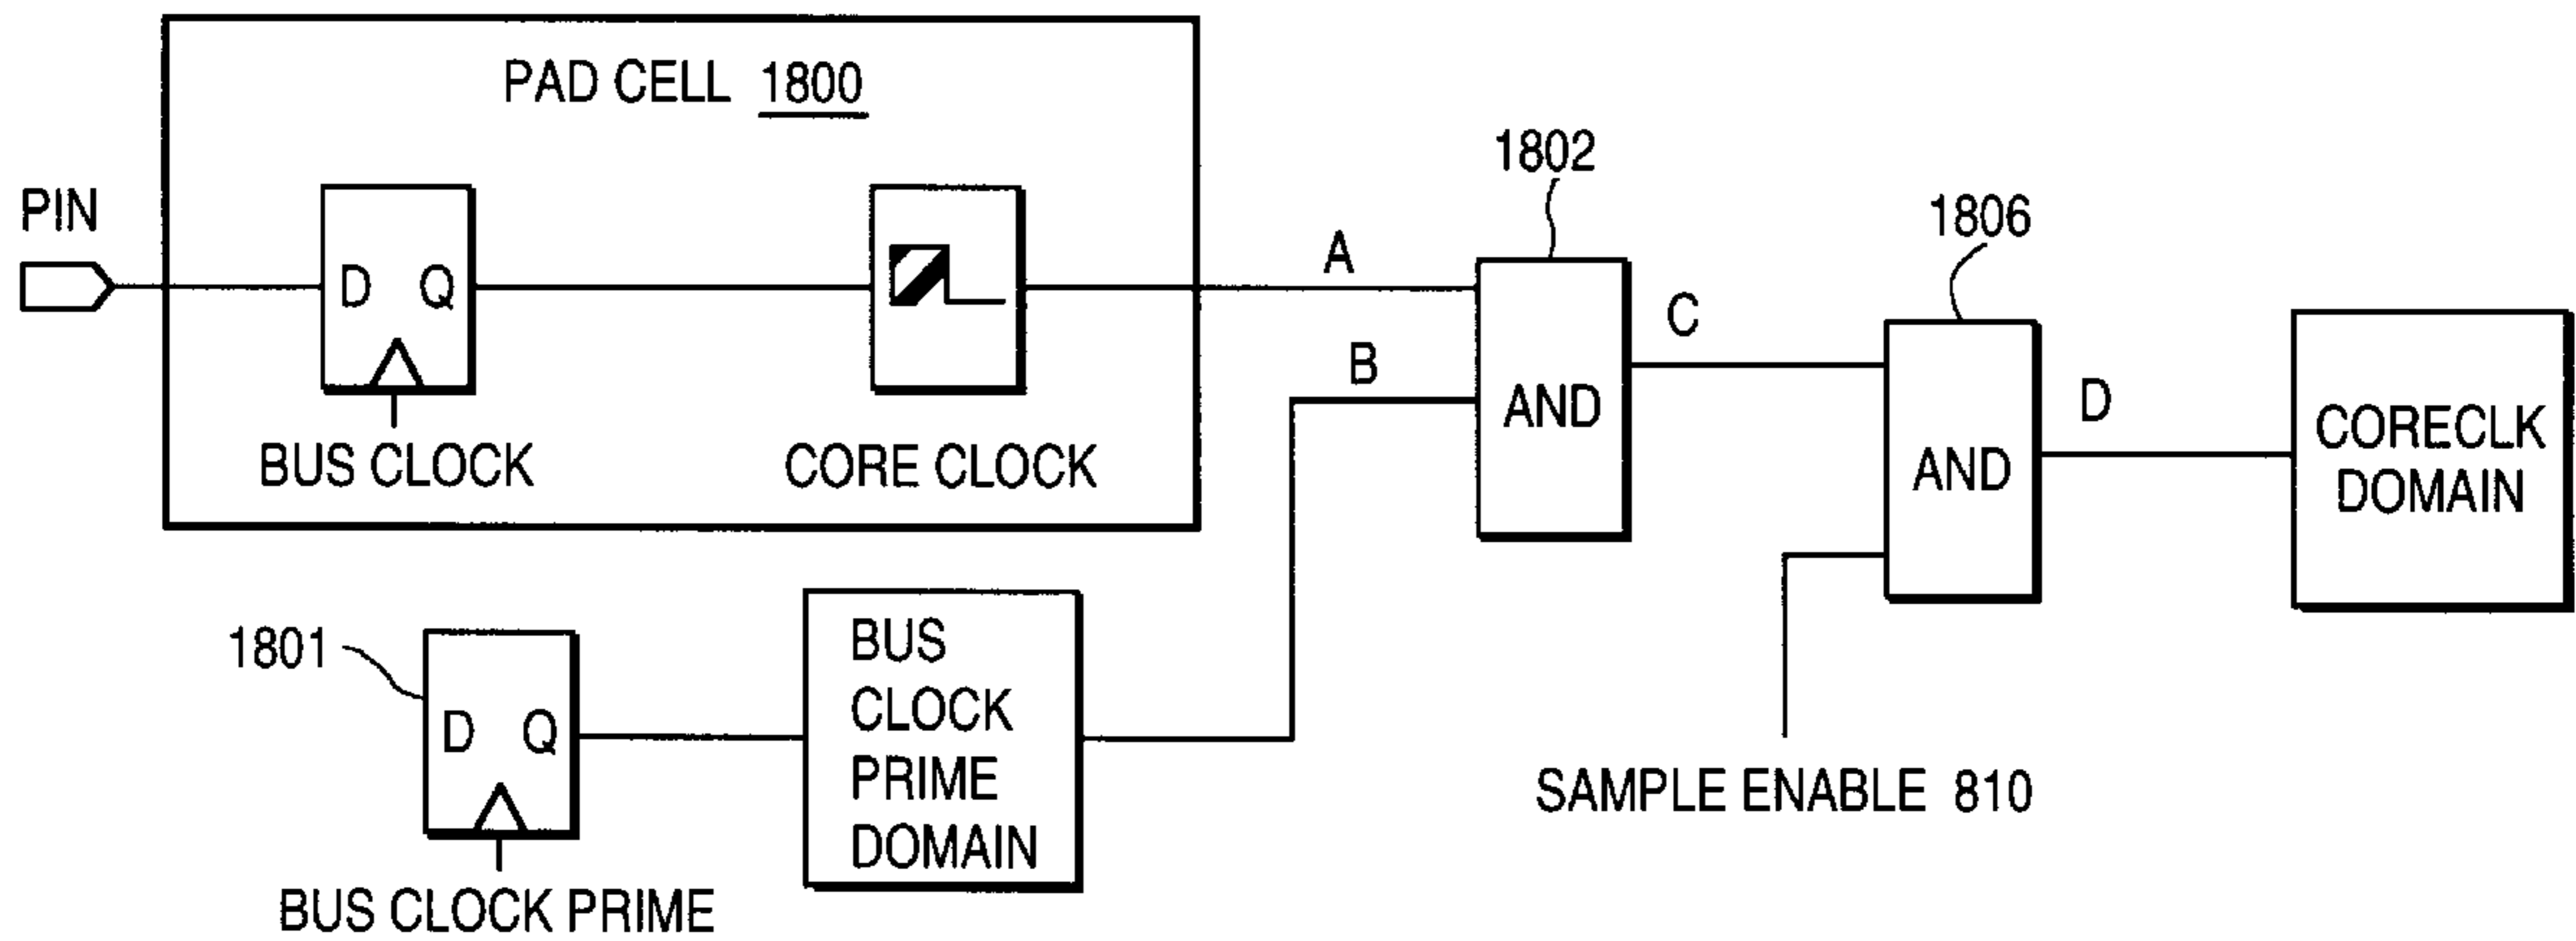 PAD CELL 1800
PIN
D Q
BUS CLOCK
CORE CLOCK
A
B
1802
AND
C
1806
AND
D
CORECLK
DOMAIN
SAMPLE ENABLE 810
1801
D Q
BUS CLOCK PRIME
BUS
CLOCK
PRIME
DOMAIN